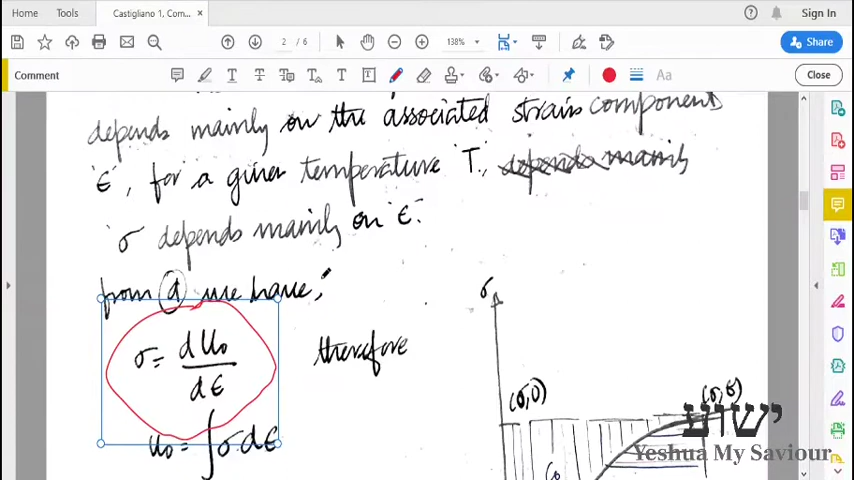 Home Tools Castigliano 1, Com... × Sign In
2 / 6 138% Share
Comment Aa Close
depends mainly on the associated strain component
'ε', for a given temperature 'T', depends mainly
'σ depends mainly on 'ε'.
from a we have;
σ = dU₀/dε therefore
U₀ = ∫σdε
σ
(σ,0) (σ,ε)
C₀
ישוע
Yeshua My Saviour